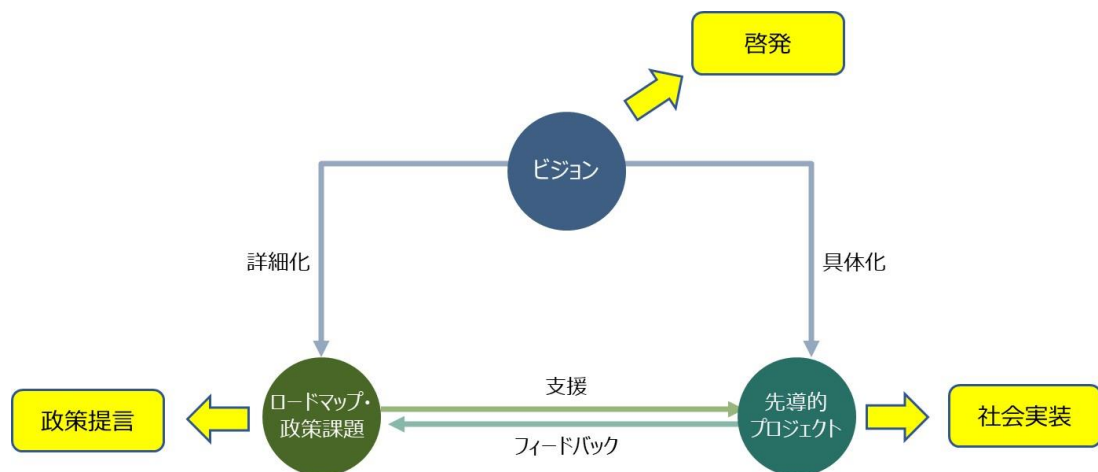 啓発
ビジョン
詳細化
具体化
政策提言
ロードマップ・
政策課題
支援
フィードバック
先導的
プロジェクト
社会実装